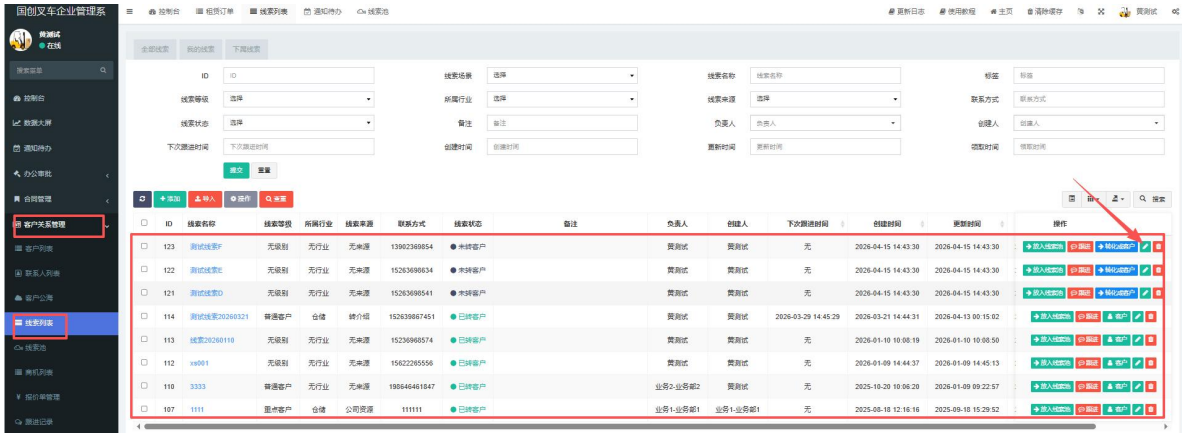 国创叉车企业管理系 控制台 租赁订单 线索列表 通知待办 线索池 更新日志 使用教程 主页 清除缓存 黄测试
黄测试
在线
全部线索 我的线索 下属线索
搜索菜单
ID ID 线索场景 选择 线索名称 线索名称 标签 标签
线索等级 选择 所属行业 选择 线索来源 选择 联系方式 联系方式
线索状态 选择 备注 备注 负责人 负责人 创建人 创建人
下次跟进时间 下次跟进时间 创建时间 创建时间 更新时间 更新时间 领取时间 领取时间
提交 重置
控制台
数据大屏
通知待办
办公审批
合同管理
客户关系管理
客户列表
联系人列表
客户公海
线索列表
线索池
商机列表
报价单管理
跟进记录
添加 导入 操作 查重 搜索
ID 线索名称 线索等级 所属行业 线索来源 联系方式 线索状态 备注 负责人 创建人 下次跟进时间 创建时间 更新时间 操作
123 测试线索F 无级别 无行业 无来源 13902369854 未转客户 黄测试 黄测试 无 2026-04-15 14:43:30 2026-04-15 14:43:30 放入线索池 跟进 转化成客户
122 测试线索E 无级别 无行业 无来源 15263698634 未转客户 黄测试 黄测试 无 2026-04-15 14:43:30 2026-04-15 14:43:30 放入线索池 跟进 转化成客户
121 测试线索D 无级别 无行业 无来源 15263698541 未转客户 黄测试 黄测试 无 2026-04-15 14:43:30 2026-04-15 14:43:30 放入线索池 跟进 转化成客户
114 测试线索20260321 普通客户 仓储 转介绍 152639867451 已转客户 黄测试 黄测试 2026-03-29 14:45:29 2026-03-21 14:44:31 2026-04-13 00:15:02 放入线索池 跟进 客户
113 线索20260110 无级别 无行业 无来源 15236968574 已转客户 黄测试 黄测试 无 2026-01-10 10:08:19 2026-01-10 10:08:50 放入线索池 跟进 客户
112 xs001 无级别 无行业 无来源 15622265556 已转客户 黄测试 黄测试 无 2026-01-09 14:44:37 2026-01-09 14:45:13 放入线索池 跟进 客户
110 3333 普通客户 无行业 无来源 198646461847 已转客户 业务2-业务部2 黄测试 无 2025-10-20 10:06:20 2026-01-09 09:22:57 放入线索池 跟进 客户
107 1111 重点客户 仓储 公司资源 111111 已转客户 业务1-业务部1 业务1-业务部1 无 2025-08-18 12:16:16 2025-09-18 15:29:52 放入线索池 跟进 客户